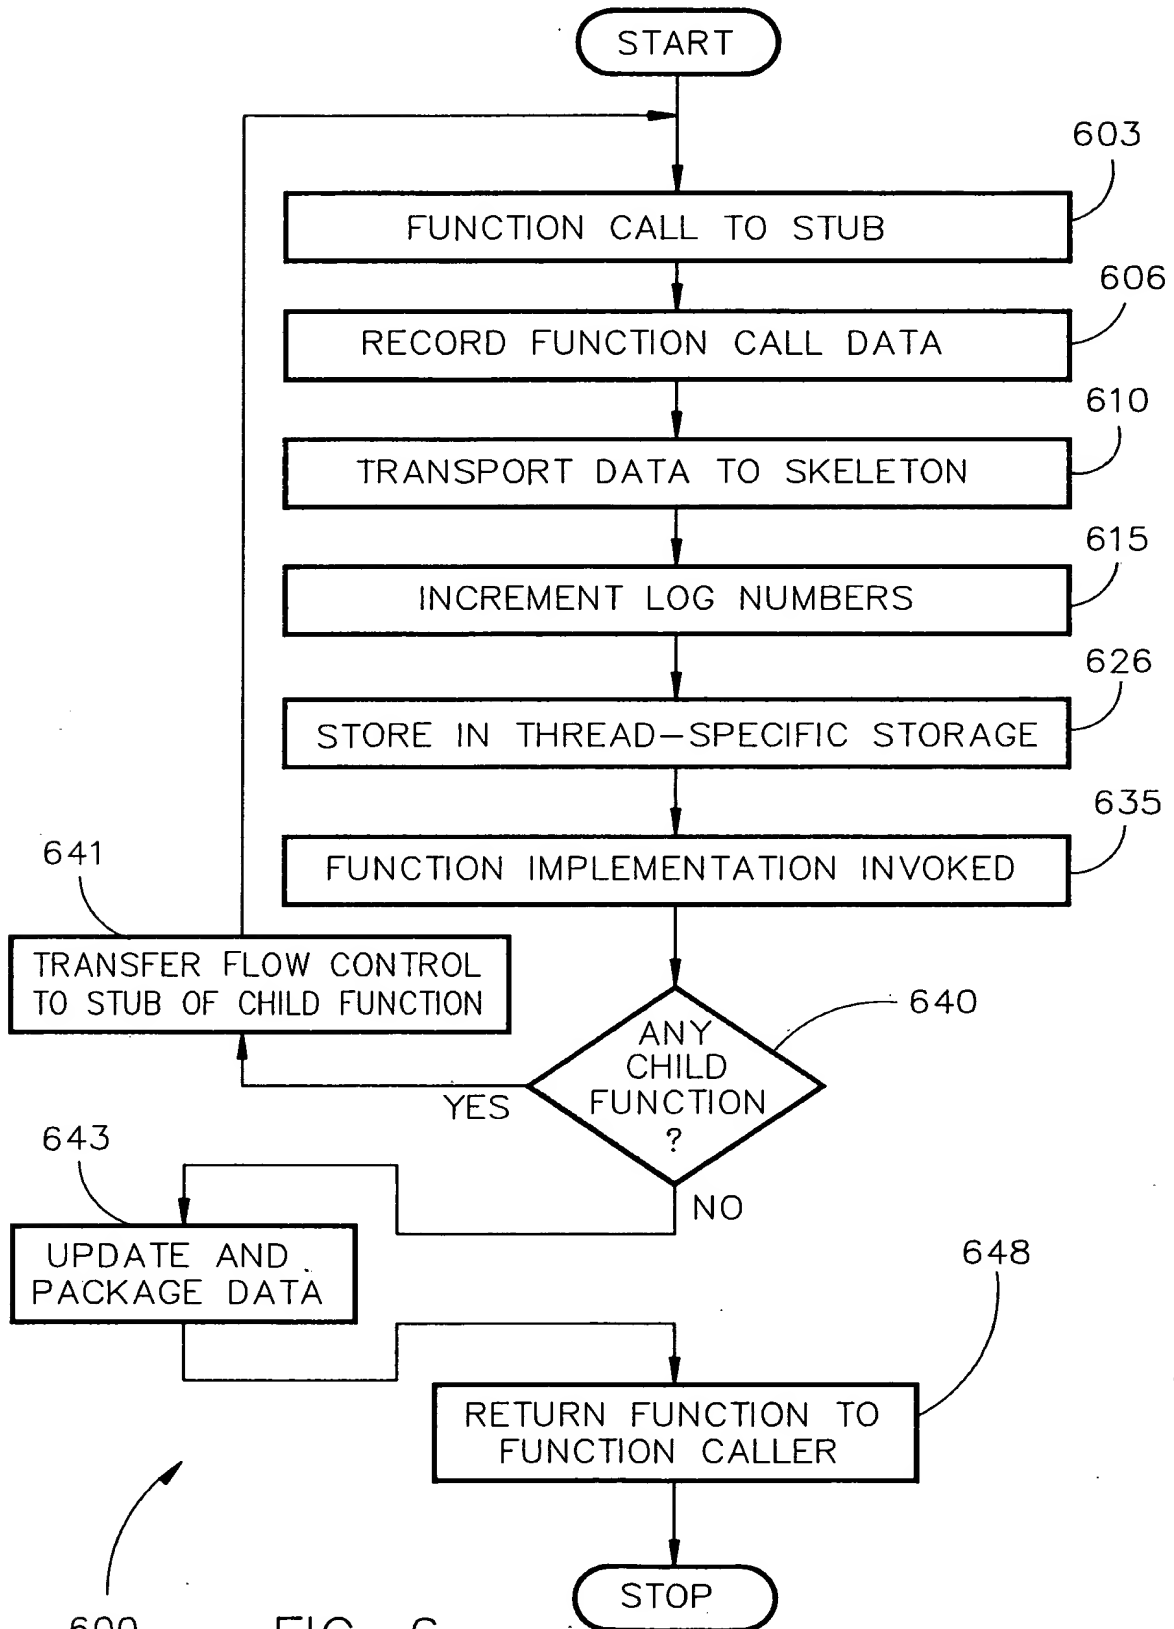 START
603
FUNCTION CALL TO STUB
606
RECORD FUNCTION CALL DATA
610
TRANSPORT DATA TO SKELETON
615
INCREMENT LOG NUMBERS
626
STORE IN THREAD-SPECIFIC STORAGE
635
FUNCTION IMPLEMENTATION INVOKED
641
TRANSFER FLOW CONTROL
TO STUB OF CHILD FUNCTION
640
ANY
CHILD
FUNCTION
?
YES
NO
643
UPDATE AND
PACKAGE DATA
648
RETURN FUNCTION TO
FUNCTION CALLER
STOP
600
FIG. 6